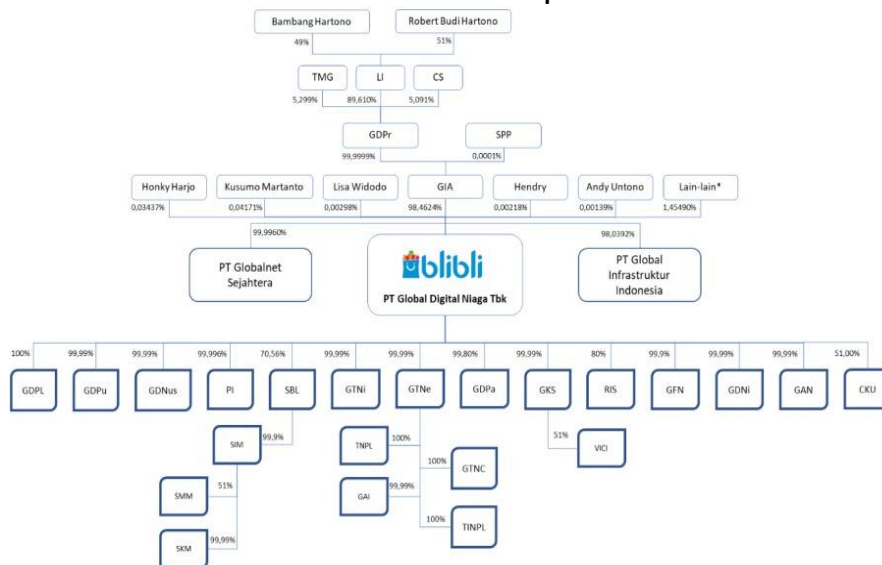 Bambang Hartono
Robert Budi Hartono
49%
51%
TMG
LI
CS
5,299%
89,610%
5,091%
GDPr
SPP
99,9999%
0,0001%
Honky Harjo
Kusumo Martanto
Lisa Widodo
GIA
Hendry
Andy Untono
Lain-lain*
0,03437%
0,04171%
0,00298%
98,4624%
0,00218%
0,00139%
1,45490%
99,9960%
98,0392%
PT Globalnet
Sejahtera
blibli
PT Global Digital Niaga Tbk
PT Global
Infrastruktur
Indonesia
100%
99,99%
99,99%
99,996%
70,56%
99,99%
99,99%
99,80%
99,99%
80%
99,9%
99,99%
99,99%
51,00%
GDPL
GDPu
GDNus
PI
SBL
GTNi
GTNe
GDPa
GKS
RIS
GFN
GDNi
GAN
CKU
SIM
99,9%
TNPL
100%
51%
VICI
100%
GTNC
SMM
51%
GAI
99,99%
100%
TINPL
SKM
99,99%